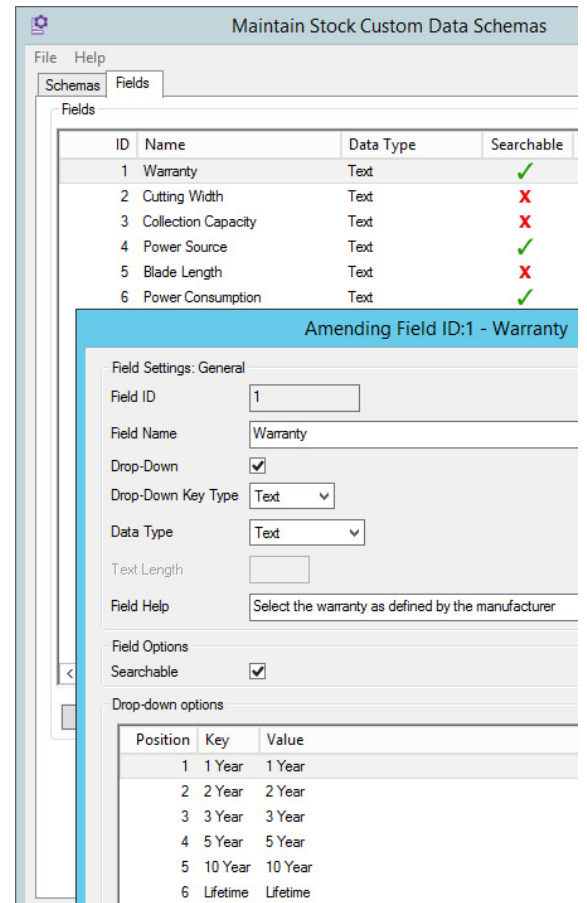 Maintain Stock Custom Data Schemas
File Help
Schemas Fields
Fields
ID Name Data Type Searchable
1 Warranty Text
2 Cutting Width Text
3 Collection Capacity Text
4 Power Source Text
5 Blade Length Text
6 Power Consumption Text
Amending Field ID:1 - Warranty
Field Settings: General
Field ID 1
Field Name Warranty
Drop-Down
Drop-Down Key Type Text
Data Type Text
Text Length
Field Help Select the warranty as defined by the manufacturer
Field Options
Searchable
Drop-down options
Position Key Value
1 1 Year 1 Year
2 2 Year 2 Year
3 3 Year 3 Year
4 5 Year 5 Year
5 10 Year 10 Year
6 Lifetime Lifetime